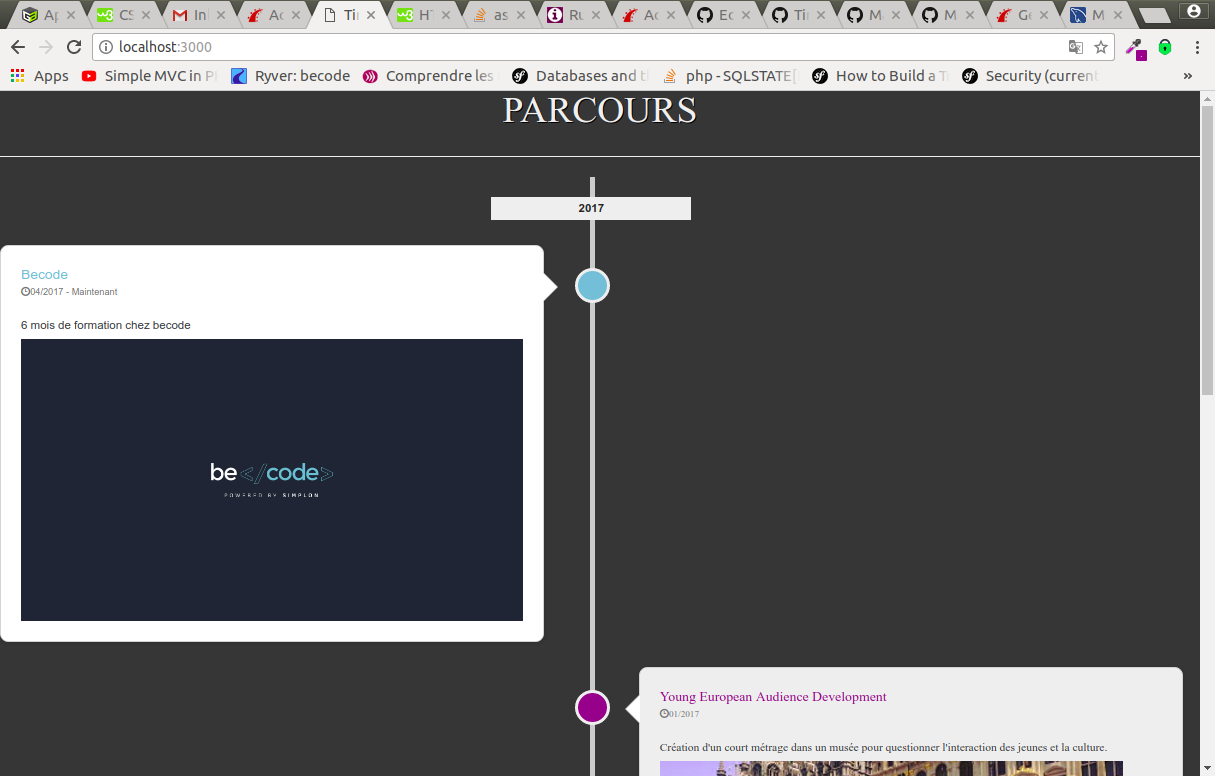 Ap
CS
In
Ac
Ti
HT
as
Ru
Ac
Ec
Ti
M
M
Ge
M
localhost:3000
Apps
Simple MVC in P
Ryver: becode
Comprendre les
Databases and t
php - SQLSTATE[
How to Build a T
Security (current
»
PARCOURS
2017
Becode
04/2017 - Maintenant
6 mois de formation chez becode
be </code>
POWERED BY SIMPLON
Young European Audience Development
01/2017
Création d'un court métrage dans un musée pour questionner l'interaction des jeunes et la culture.